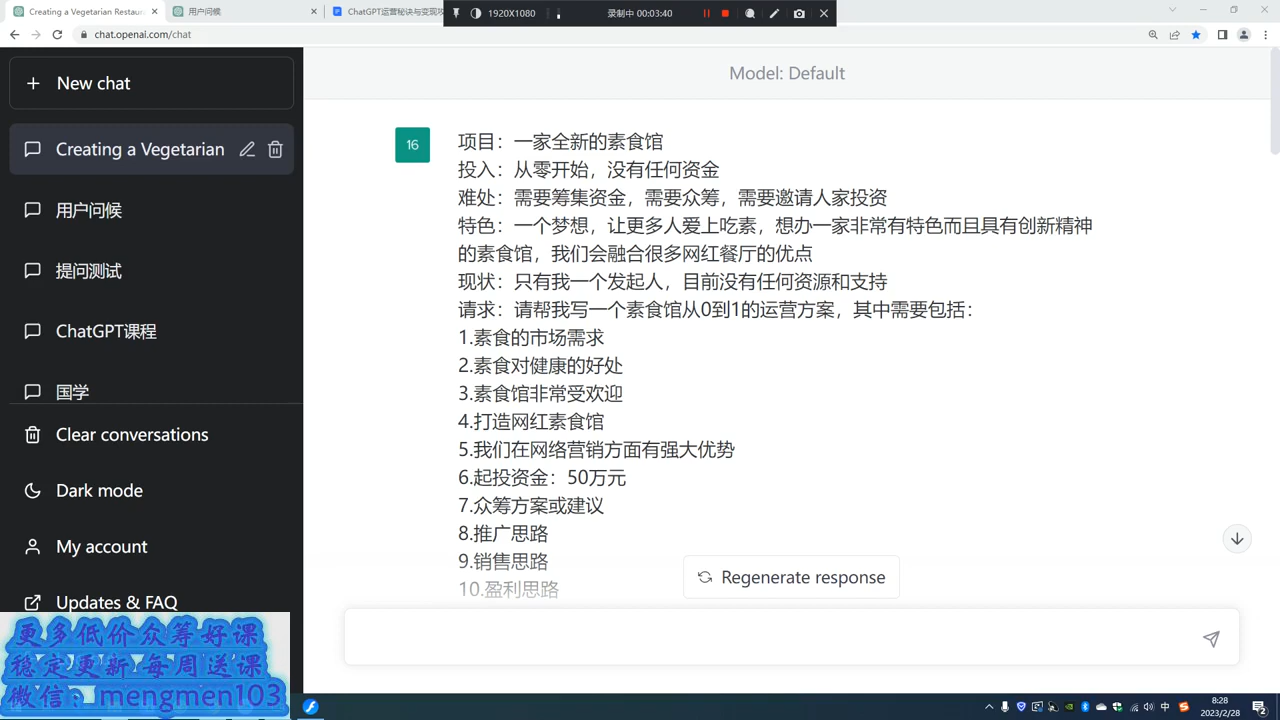 Creating a Vegetarian Restaur
用户问候
ChatGPT运营秘诀与变现攻
1920X1080
录制中 00:03:40
chat.openai.com/chat
New chat
Model: Default
Creating a Vegetarian
用户问候
提问测试
ChatGPT课程
国学
Clear conversations
Dark mode
My account
Updates & FAQ
16
项目：一家全新的素食馆
投入：从零开始，没有任何资金
难处：需要筹集资金，需要众筹，需要邀请人家投资
特色：一个梦想，让更多人爱上吃素，想办一家非常有特色而且具有创新精神
的素食馆，我们会融合很多网红餐厅的优点
现状：只有我一个发起人，目前没有任何资源和支持
请求：请帮我写一个素食馆从0到1的运营方案，其中需要包括：
1.素食的市场需求
2.素食对健康的好处
3.素食馆非常受欢迎
4.打造网红素食馆
5.我们在网络营销方面有强大优势
6.起投资金：50万元
7.众筹方案或建议
8.推广思路
9.销售思路
10.盈利思路
Regenerate response
更多低价众筹好课
稳定更新 每周送课
微信：mengmen103
中
8:28
2023/2/28
2